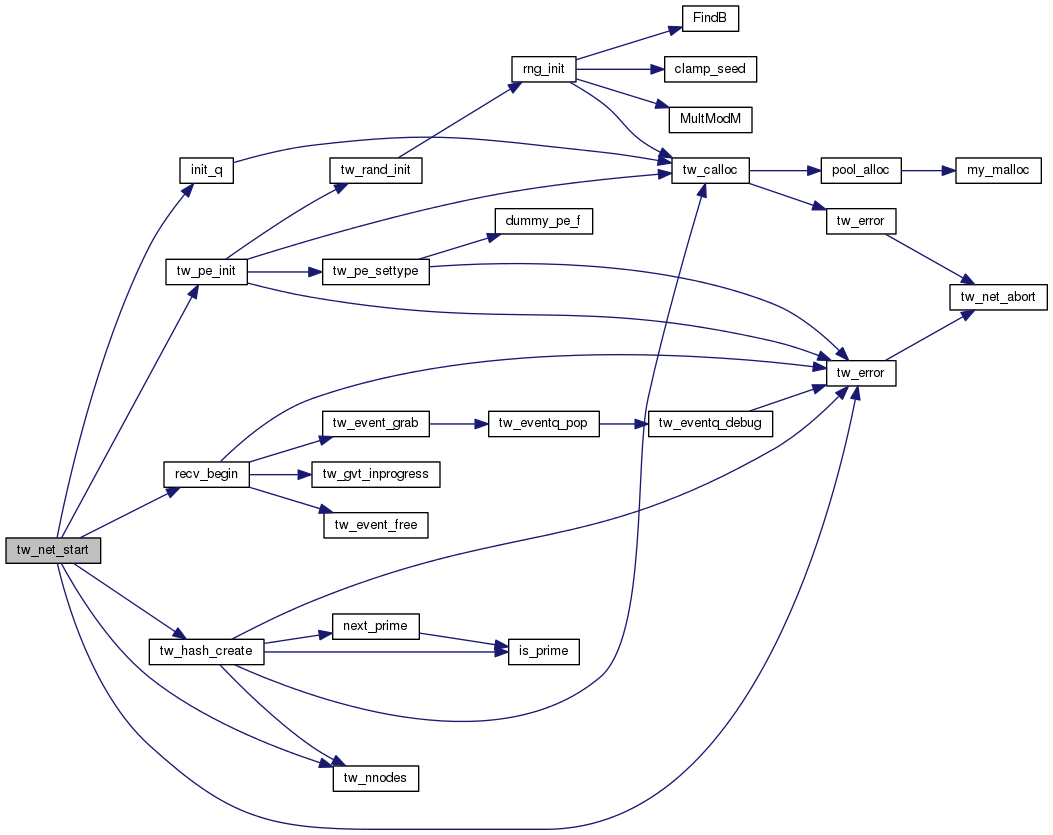 FindB
rng_init
clamp_seed
MultModM
init_q
tw_rand_init
tw_calloc
pool_alloc
my_malloc
dummy_pe_f
tw_error
tw_pe_init
tw_pe_settype
tw_net_abort
tw_error
tw_event_grab
tw_eventq_pop
tw_eventq_debug
recv_begin
tw_gvt_inprogress
tw_event_free
tw_net_start
next_prime
tw_hash_create
is_prime
tw_nnodes